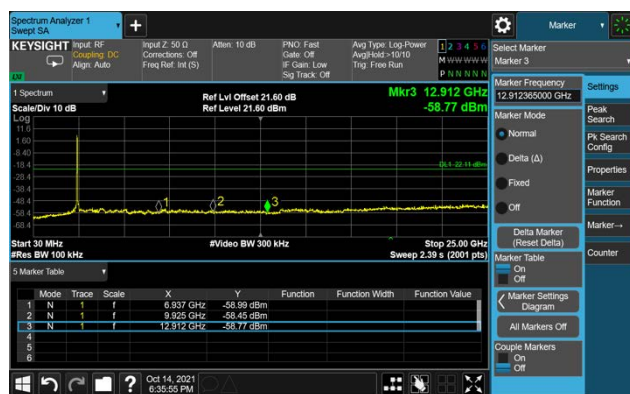 Spectrum Analyzer 1
Swept SA
Marker
KEYSIGHT
Input: RF
Coupling: DC
Align: Auto
Input Z: 50 Ω
Corrections: Off
Freq Ref: Int (S)
Atten: 10 dB
PNO: Fast
Gate: Off
IF Gain: Low
Sig Track: Off
Avg Type: Log-Power
Avg|Hold:>10/10
Trig: Free Run
1 2 3 4 5 6
M W W W W W
P N N N N N
LXI
Select Marker
Marker 3
1 Spectrum
Scale/Div 10 dB
Log
Ref Lvl Offset 21.60 dB
Ref Level 21.60 dBm
Mkr3 12.912 GHz
-58.77 dBm
11.6
1.60
-8.40
-18.4
-28.4
-38.4
-48.4
-58.4
-68.4
DL1 -22.11 dBm
1
2
3
Start 30 MHz
#Res BW 100 kHz
#Video BW 300 kHz
Stop 25.00 GHz
Sweep 2.39 s (2001 pts)
5 Marker Table
Mode Trace Scale X Y Function Function Width Function Value
1 N 1 f 6.937 GHz -58.99 dBm
2 N 1 f 9.925 GHz -58.45 dBm
3 N 1 f 12.912 GHz -58.77 dBm
4
5
6
Marker Frequency
12.912365000 GHz
Marker Mode
Normal
Delta (Δ)
Fixed
Off
Delta Marker
(Reset Delta)
Marker Table
On
Off
Marker Settings
Diagram
All Markers Off
Couple Markers
On
Off
Settings
Peak
Search
Pk Search
Config
Properties
Marker
Function
Marker→
Counter
?
Oct 14, 2021
6:35:55 PM